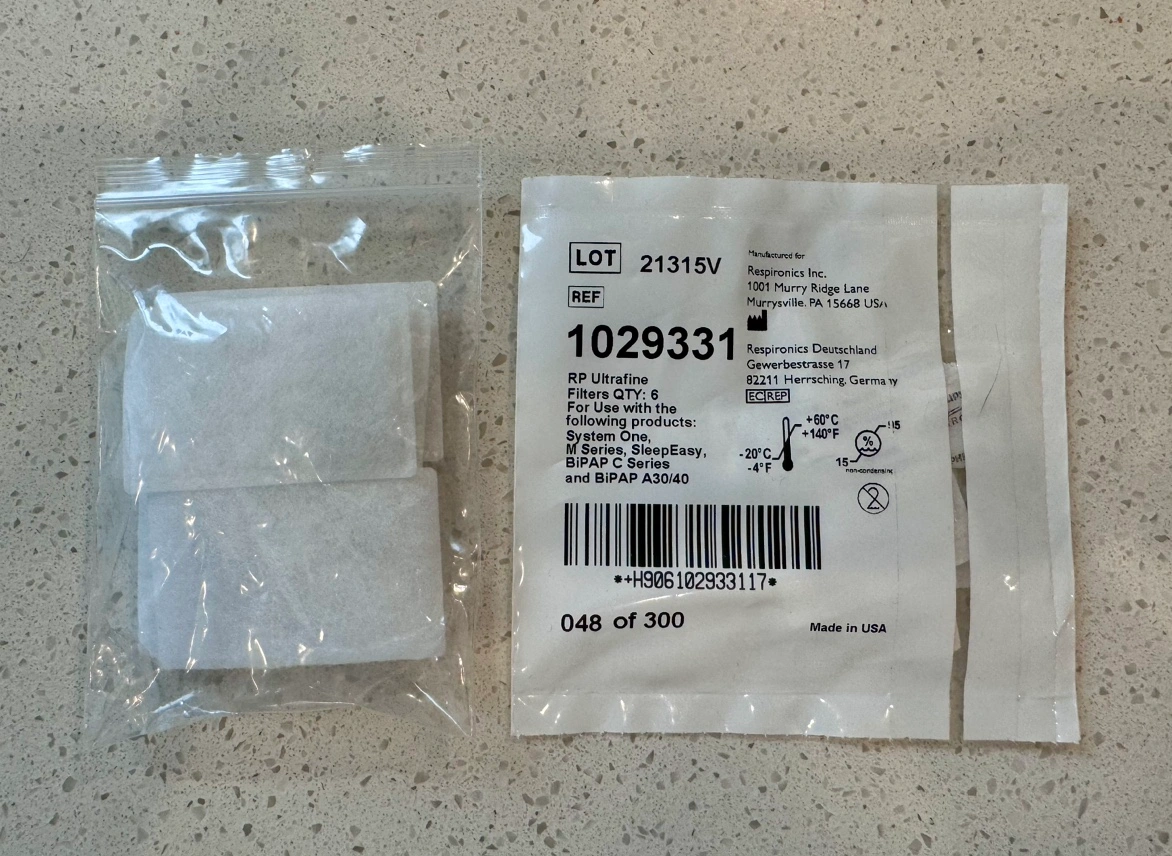 LOT 21315V
REF
1029331
RP Ultrafine
Filters QTY: 6
For Use with the
following products:
System One,
M Series, SleepEasy,
BiPAP C Series
and BiPAP A30/40
Manufactured for
Respironics Inc.
1001 Murry Ridge Lane
Murrysville, PA 15668 USA
Respironics Deutschland
Gewerbestrasse 17
82211 Herrsching, Germany
EC REP
+60°C
+140°F
-20°C
-4°F
%
15
non-condensing
2
*+H906102933117*
048 of 300
Made in USA